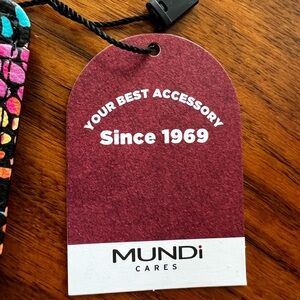 YOUR BEST ACCESSORY
Since 1969
MUNDi
CARES